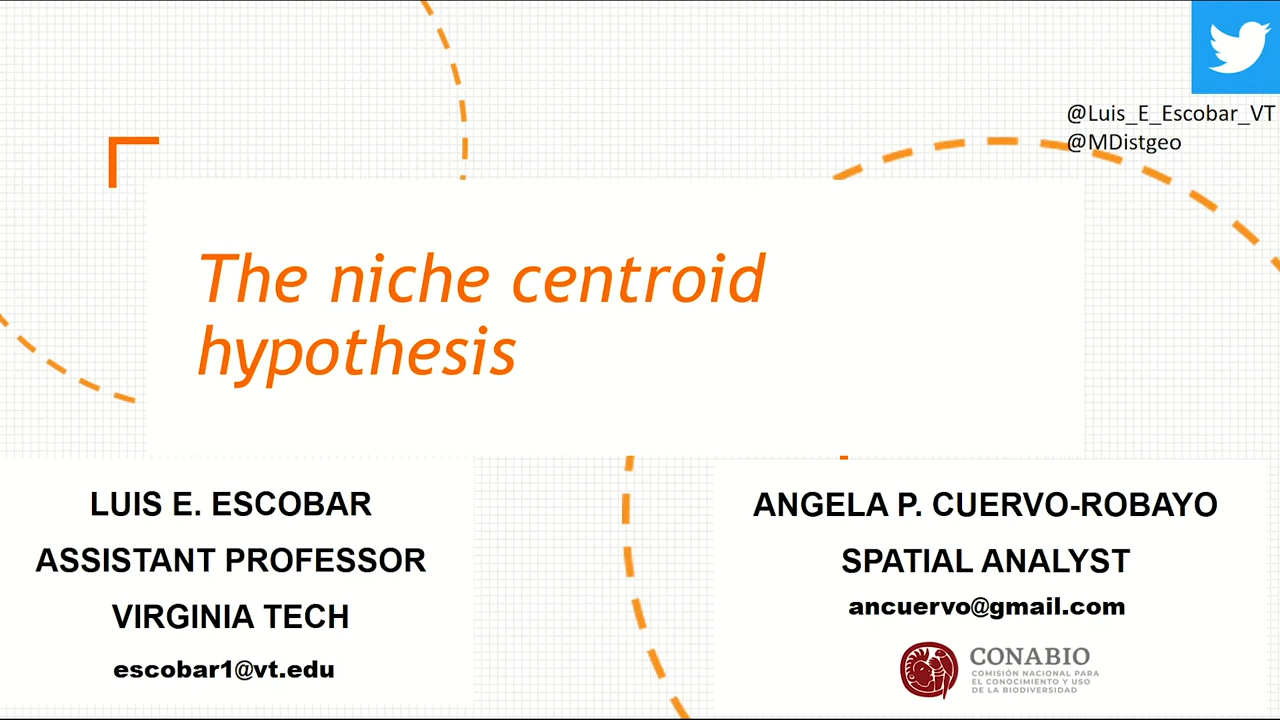 @Luis_E_Escobar_VT
@MDistgeo
The niche centroid
hypothesis
LUIS E. ESCOBAR
ASSISTANT PROFESSOR
VIRGINIA TECH
escobar1@vt.edu
ANGELA P. CUERVO-ROBAYO
SPATIAL ANALYST
ancuervo@gmail.com
CONABIO
COMISIÓN NACIONAL PARA
EL CONOCIMIENTO Y USO
DE LA BIODIVERSIDAD